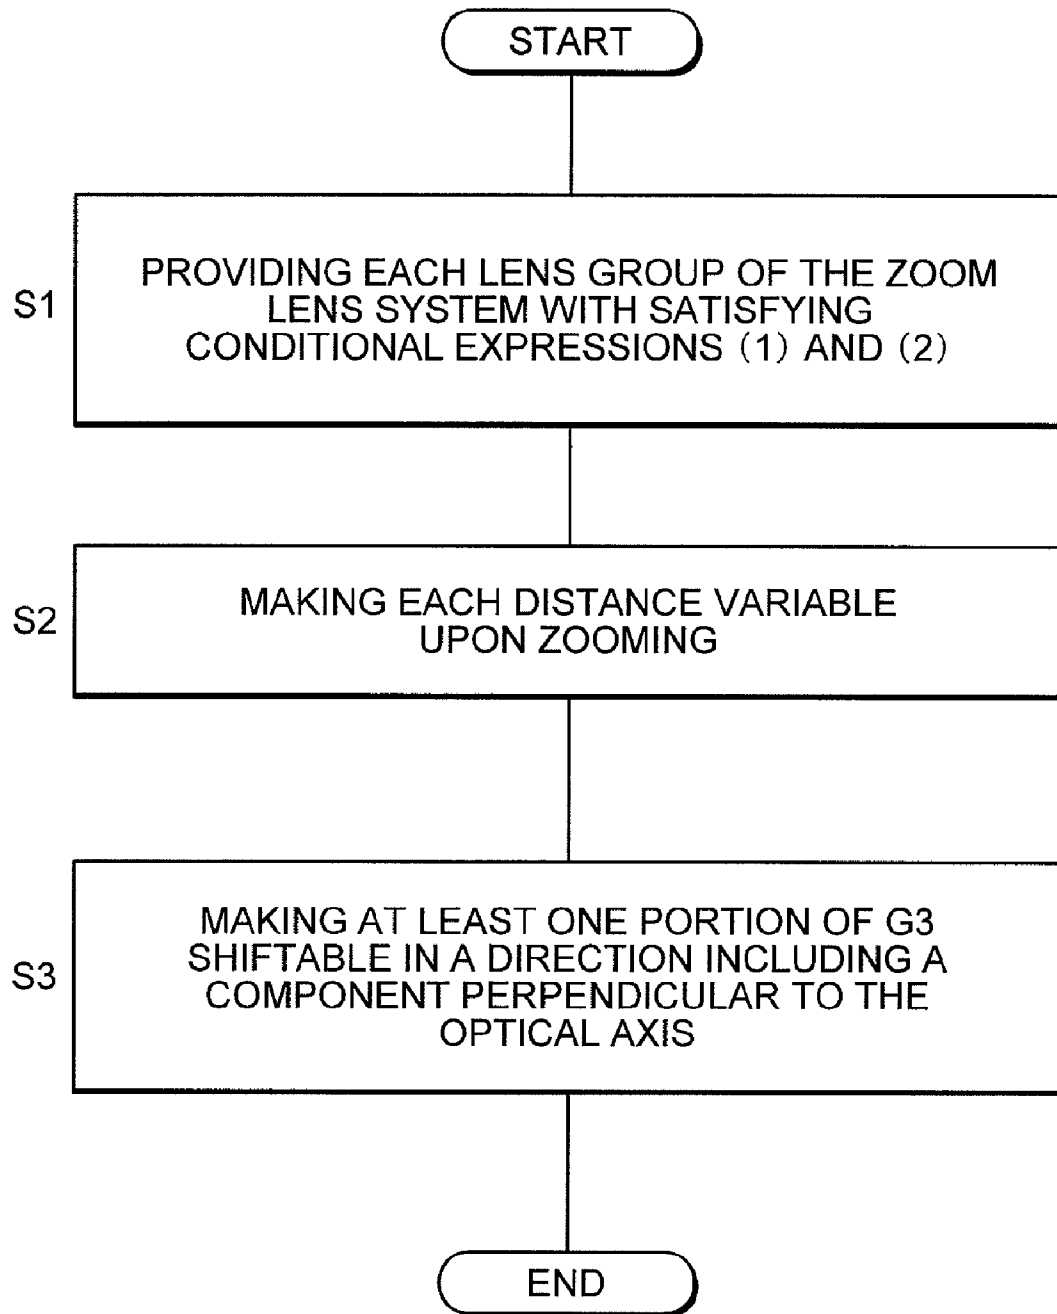 START
S1
PROVIDING EACH LENS GROUP OF THE ZOOM
LENS SYSTEM WITH SATISFYING
CONDITIONAL EXPRESSIONS (1) AND (2)
S2
MAKING EACH DISTANCE VARIABLE
UPON ZOOMING
S3
MAKING AT LEAST ONE PORTION OF G3
SHIFTABLE IN A DIRECTION INCLUDING A
COMPONENT PERPENDICULAR TO THE
OPTICAL AXIS
END